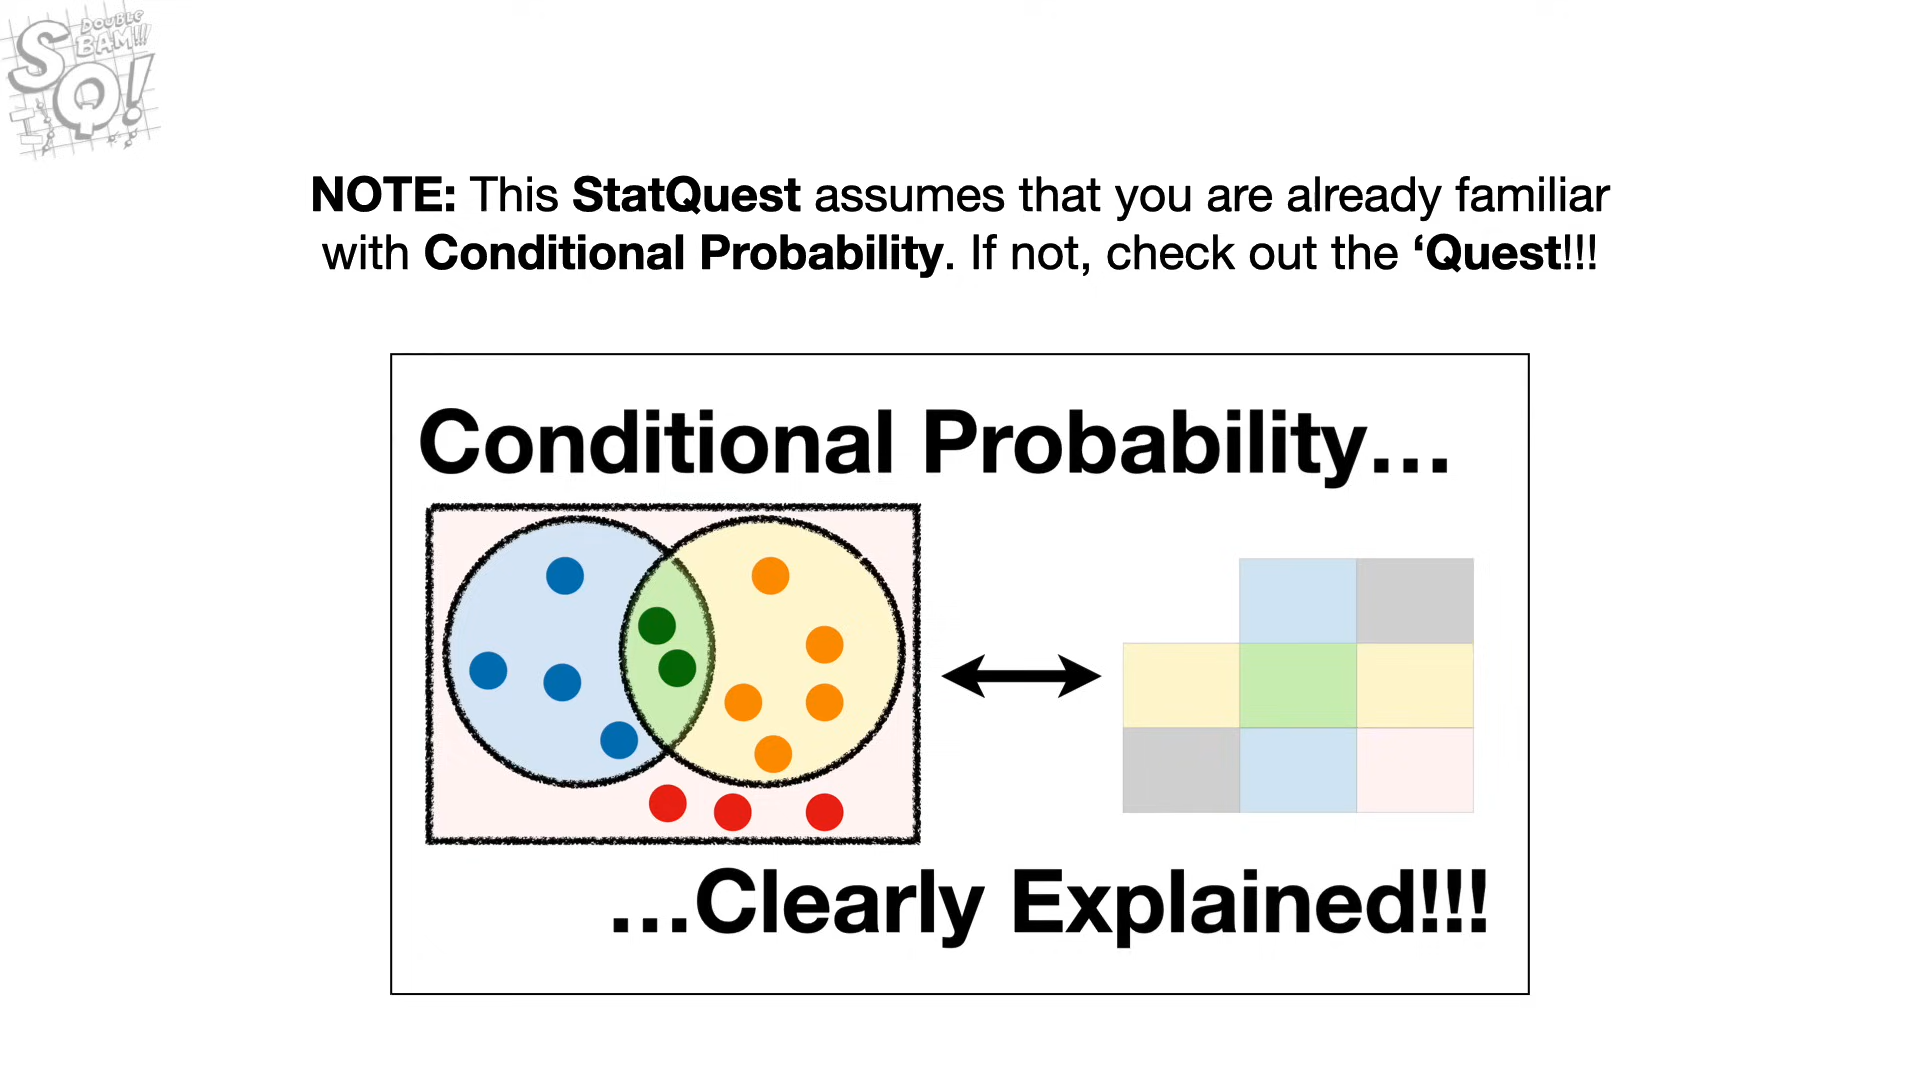 DOUBLE
BAM!!!
SQ!
NOTE: This StatQuest assumes that you are already familiar
with Conditional Probability. If not, check out the ‘Quest!!!
Conditional Probability…
…Clearly Explained!!!